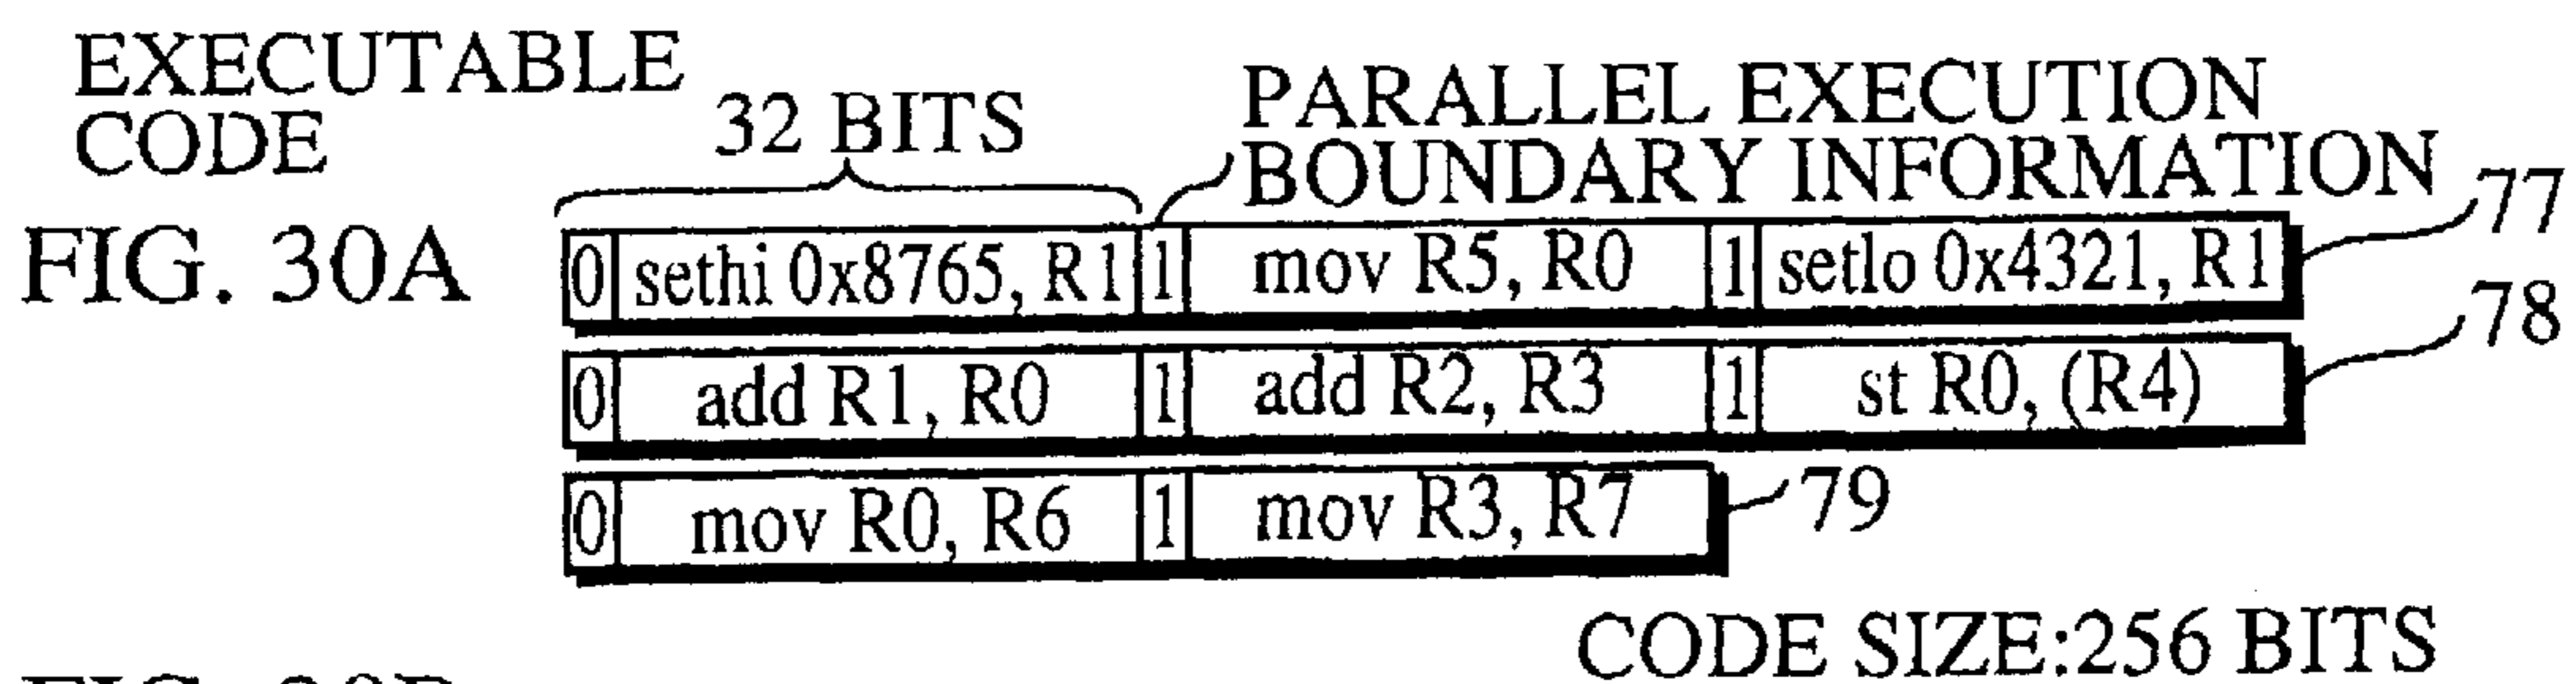 EXECUTABLE
CODE
32 BITS
PARALLEL EXECUTION
BOUNDARY INFORMATION
FIG. 30A
0 sethi 0x8765, R1 1 mov R5, R0 1 setlo 0x4321, R1
77
0 add R1, R0 1 add R2, R3 1 st R0, (R4)
78
0 mov R0, R6 1 mov R3, R7
79
CODE SIZE:256 BITS